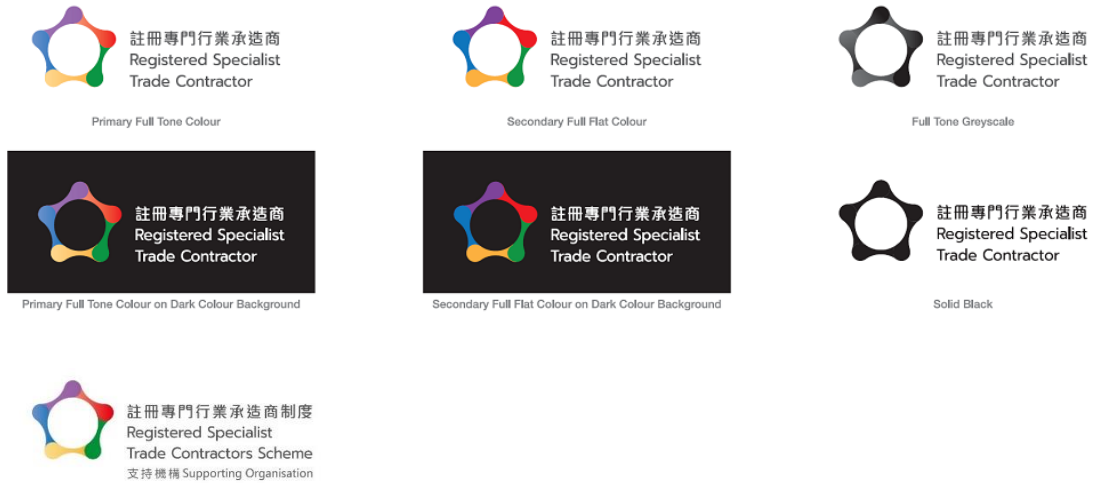 註冊專門行業承造商
Registered Specialist
Trade Contractor
Primary Full Tone Colour
註冊專門行業承造商
Registered Specialist
Trade Contractor
Secondary Full Flat Colour
註冊專門行業承造商
Registered Specialist
Trade Contractor
Full Tone Greyscale
註冊專門行業承造商
Registered Specialist
Trade Contractor
Primary Full Tone Colour on Dark Colour Background
註冊專門行業承造商
Registered Specialist
Trade Contractor
Secondary Full Flat Colour on Dark Colour Background
註冊專門行業承造商
Registered Specialist
Trade Contractor
Solid Black
註冊專門行業承造商制度
Registered Specialist
Trade Contractors Scheme
支持機構 Supporting Organisation